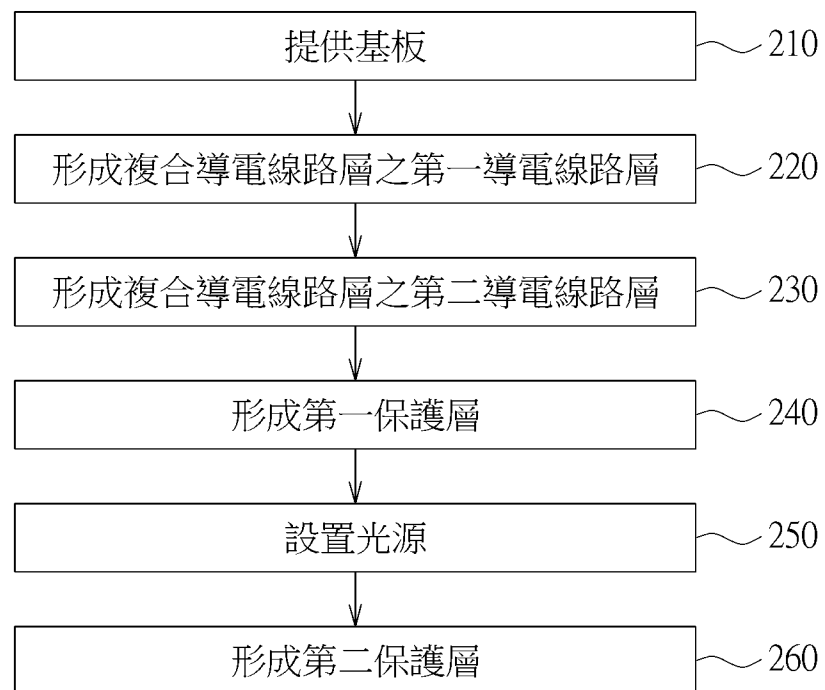 提供基板 210
形成複合導電線路層之第一導電線路層 220
形成複合導電線路層之第二導電線路層 230
形成第一保護層 240
設置光源 250
形成第二保護層 260